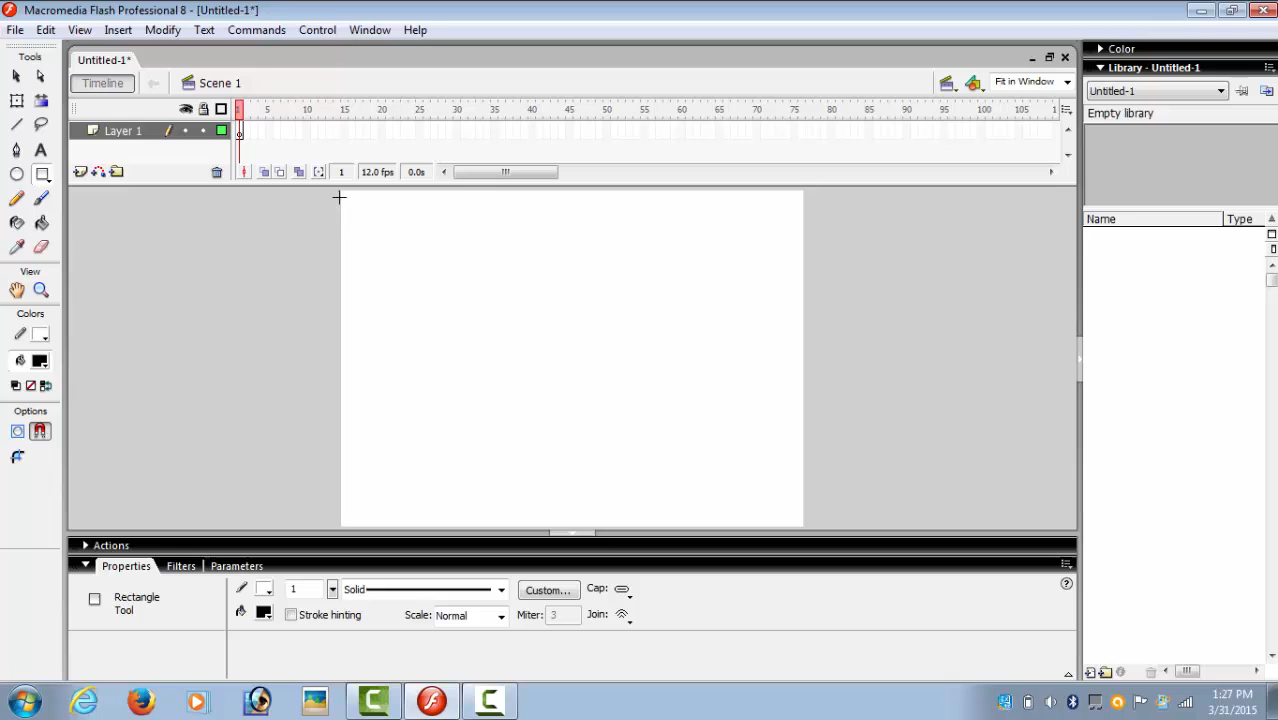 Macromedia Flash Professional 8 - [Untitled-1*]
File Edit View Insert Modify Text Commands Control Window Help
Tools
Untitled-1*
Timeline
Scene 1
Fit in Window
Layer 1
5 10 15 20 25 30 35 40 45 50 55 60 65 70 75 80 85 90 95 100 105 1
1 12.0 fps 0.0s
View
Colors
Options
Color
Library - Untitled-1
Untitled-1
Empty library
Name Type
Actions
Properties Filters Parameters
Rectangle
Tool
1 Solid Custom... Cap:
Stroke hinting Scale: Normal Miter: 3 Join:
1:27 PM
3/31/2015